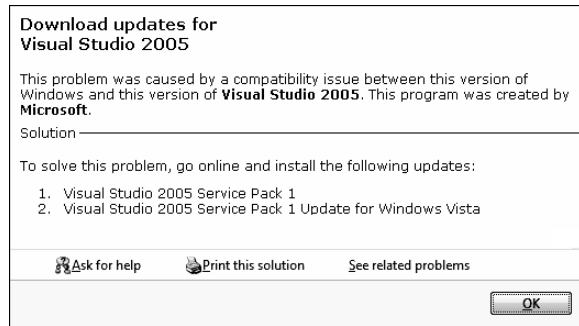 Download updates for
Visual Studio 2005
This problem was caused by a compatibility issue between this version of
Windows and this version of Visual Studio 2005. This program was created by
Microsoft.
Solution
To solve this problem, go online and install the following updates:
1. Visual Studio 2005 Service Pack 1
2. Visual Studio 2005 Service Pack 1 Update for Windows Vista
Ask for help Print this solution See related problems
OK